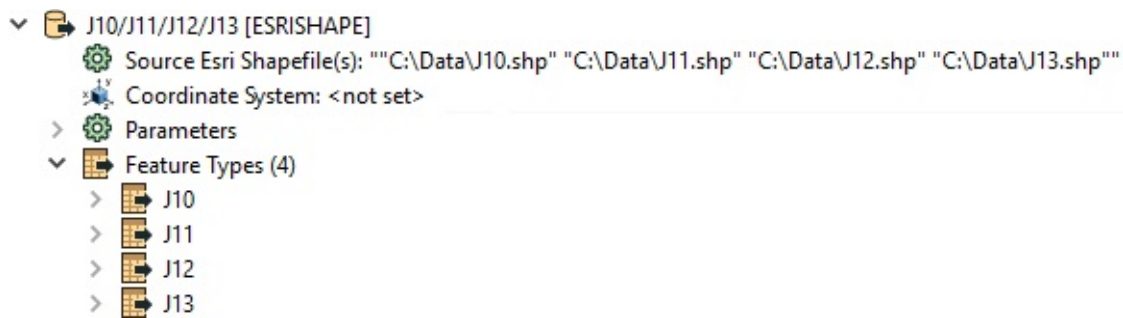 J10/J11/J12/J13 [ESRISHAPE]
Source Esri Shapefile(s): ""C:\Data\J10.shp" "C:\Data\J11.shp" "C:\Data\J12.shp" "C:\Data\J13.shp""
Coordinate System: <not set>
Parameters
Feature Types (4)
J10
J11
J12
J13